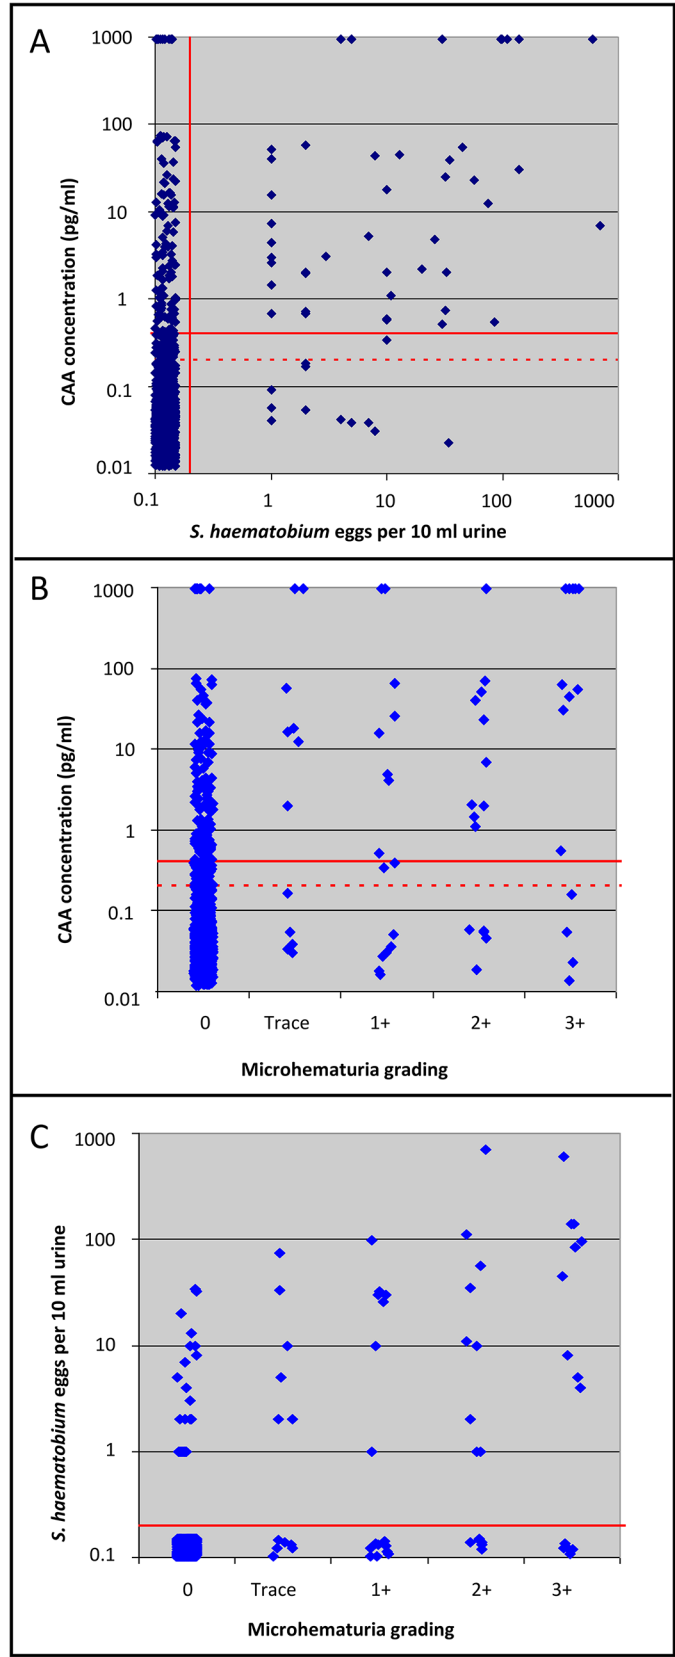 A
1000
100
10
1
0.1
0.01
CAA concentration (pg/ml)
0.1 1 10 100 1000
S. haematobium eggs per 10 ml urine
B
1000
100
10
1
0.1
0.01
CAA concentration (pg/ml)
0 Trace 1+ 2+ 3+
Microhematuria grading
C
1000
100
10
1
0.1
S. haematobium eggs per 10 ml urine
0 Trace 1+ 2+ 3+
Microhematuria grading